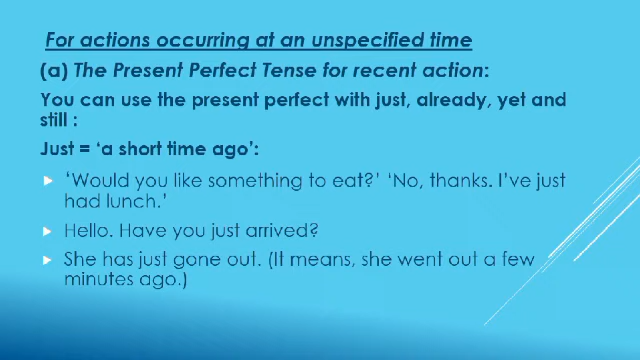 For actions occurring at an unspecified time
(a) The Present Perfect Tense for recent action:
You can use the present perfect with just, already, yet and
still :
Just = ‘a short time ago’:
‘Would you like something to eat?’ ‘No, thanks. I’ve just
had lunch.’
Hello. Have you just arrived?
She has just gone out. (It means, she went out a few
minutes ago.)